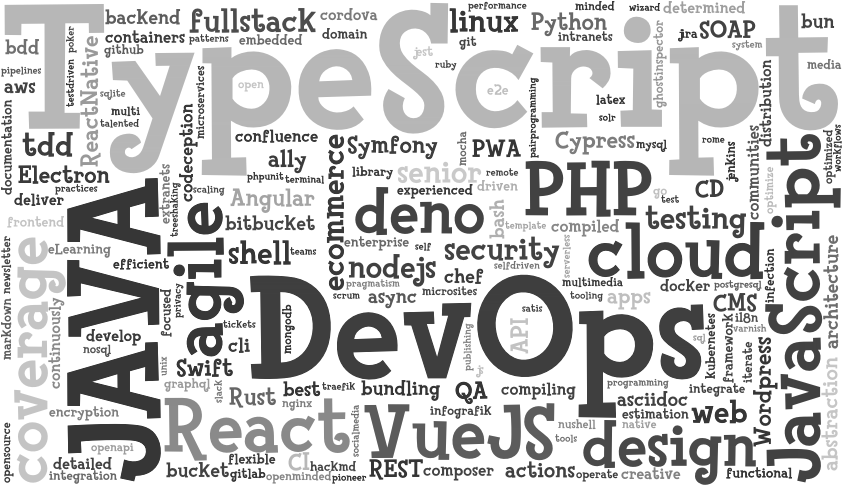 backend
fullstack
cordova
linux
performance
minded
wizard
determined
containers
patterns
embedded
domain
git
Python
intranets
jra
SOAP
bun
system
bdd
github
TypeScript
jest
ruby
ghostinspector
media
pipelines
aws
testdriven
poker
ReactNative
sqlite
multi
talented
microservices
open
e2e
latex
solr
pairprogramming
distribution
documentation
tdd
Electron
practices
deliver
confluence
ally
phpunit
terminal
codeception
extranets
treeshaking
scaling
Symfony
mocha
PWA
Cypress
mysql
rome
jenkins
communities
optimized
workflows
library
senior
remote
driven
experienced
ecommerce
Angular
bitbucket
deno
bash
template
compiled
PHP
go
test
CD
testing
optimize
JavaScript
frontend
eLearning
efficient
JAVA
agile
shell
teams
enterprise
self
security
selfdriven
serverless
cloud
nodejs
chef
pragmatism
scrum
async
microsites
multimedia
tooling
apps
docker
postgresql
infection
architecture
markdown
newsletter
coverage
continuously
develop
nosql
focused
privacy
tickets
cli
Swift
unix
graphql
slack
mongodb
DevOps
satis
API
publishing
jr
sql
CMS
il8n
varnish
kubernetes
framework
iterate
integrate
Wordpress
abstraction
programming
encryption
openapi
opensource
detailed
integration
Rust
nginx
best
traefik
bundling
QA
compiling
asciidoc
estimation
native
web
React
socialmedia
VueJS
infografik
nushell
tools
design
bucket
flexible
gitlab
CI
openminded
hackmd
pioneer
REST
composer
actions
operate
creative
functional